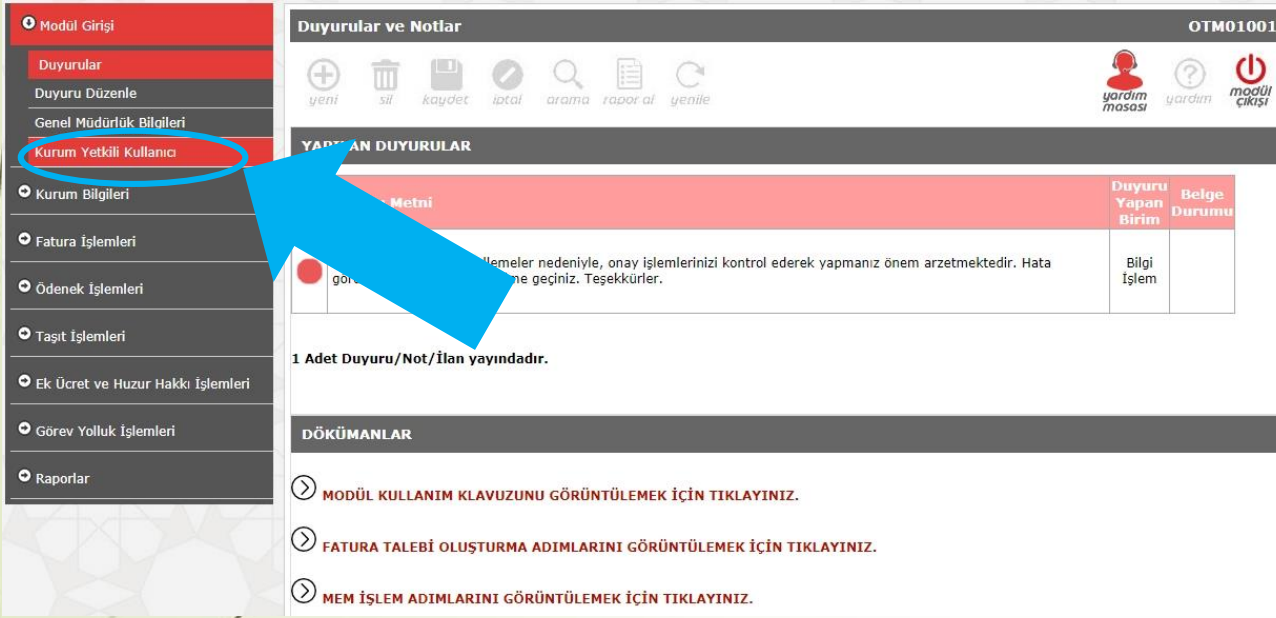 Modül Girişi
Duyurular
Duyuru Düzenle
Genel Müdürlük Bilgileri
Kurum Yetkili Kullanıcı
Kurum Bilgileri
Fatura İşlemleri
Ödenek İşlemleri
Taşıt İşlemleri
Ek Ücret ve Huzur Hakkı İşlemleri
Görev Yolluk İşlemleri
Raporlar
Duyurular ve Notlar OTM01001
yeni sil kaydet iptal arama rapor al yenile yardım masası yardım modül çıkışı
DUYURULAR
Metni
Duyuru Yapan Birim
Belge Durumu
nedeniyle, onay işlemlerinizi kontrol ederek yapmanız önem arzetmektedir. Hata
geçiniz. Teşekkürler.
Bilgi İşlem
1 Adet Duyuru/Not/İlan yayındadır.
DÖKÜMANLAR
MODÜL KULLANIM KLAVUZUNU GÖRÜNTÜLEMEK İÇİN TIKLAYINIZ.
FATURA TALEBİ OLUŞTURMA ADIMLARINI GÖRÜNTÜLEMEK İÇİN TIKLAYINIZ.
MEM İŞLEM ADIMLARINI GÖRÜNTÜLEMEK İÇİN TIKLAYINIZ.